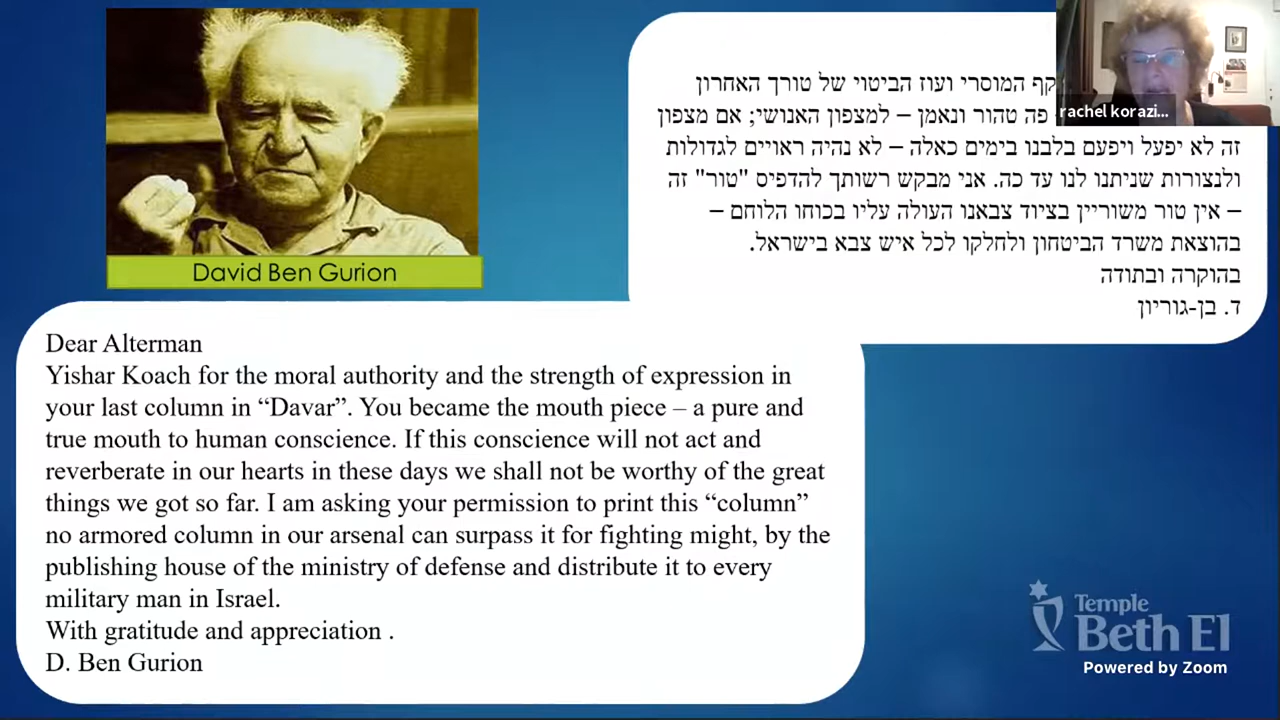 David Ben Gurion
המוסרי ועוז הביטוי של טורך האחרון
פה טהור ונאמן – למצפון האנושי; אם מצפון
זה לא יפעל ויפעם בלבנו בימים כאלה – לא נהיה ראויים לגדולות
ולנצורות שניתנו לנו עד כה. אני מבקש רשותך להדפיס "טור" זה
– אין טור משוריין בציוד צבאנו העולה עליו בכוחו הלוחם –
בהוצאת משרד הביטחון ולחלקו לכל איש צבא בישראל.
בהוקרה ובתודה
ד. בן-גוריון
rachel korazi...
Dear Alterman
Yishar Koach for the moral authority and the strength of expression in
your last column in “Davar”. You became the mouth piece – a pure and
true mouth to human conscience. If this conscience will not act and
reverberate in our hearts in these days we shall not be worthy of the great
things we got so far. I am asking your permission to print this “column”
no armored column in our arsenal can surpass it for fighting might, by the
publishing house of the ministry of defense and distribute it to every
military man in Israel.
With gratitude and appreciation .
D. Ben Gurion
Temple
Beth El
Powered by Zoom